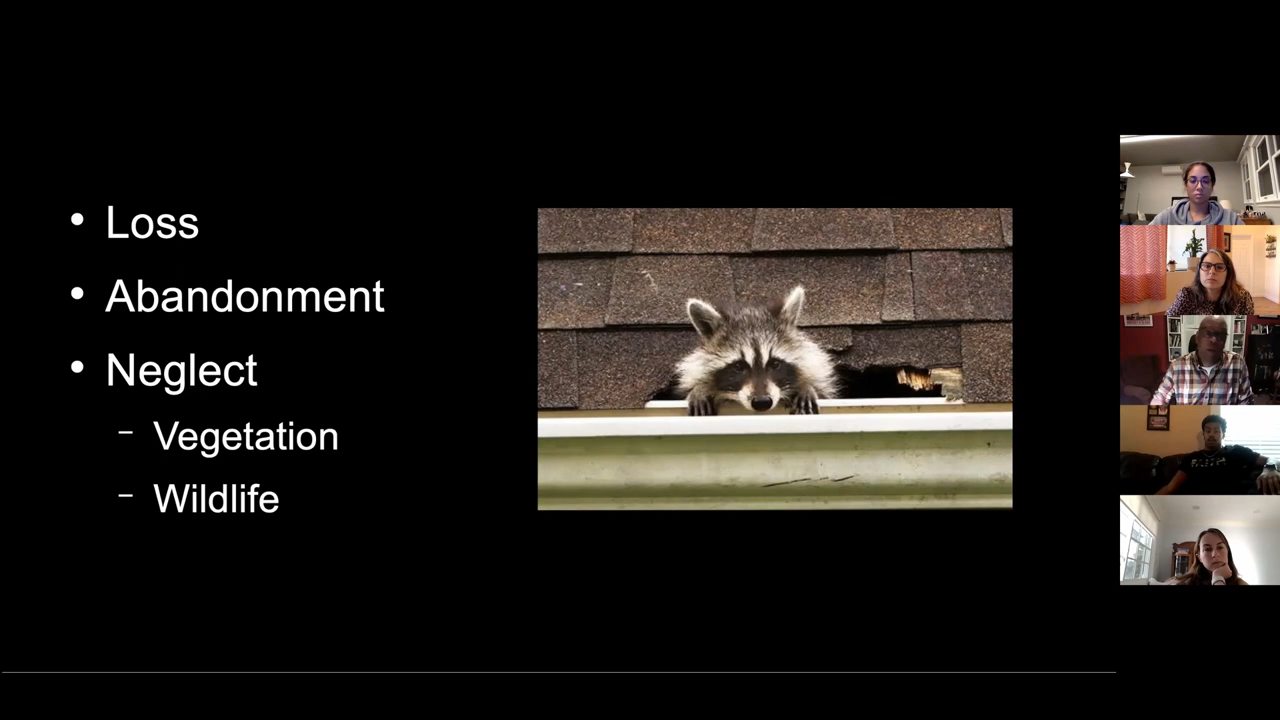 • Loss
• Abandonment
• Neglect
– Vegetation
– Wildlife